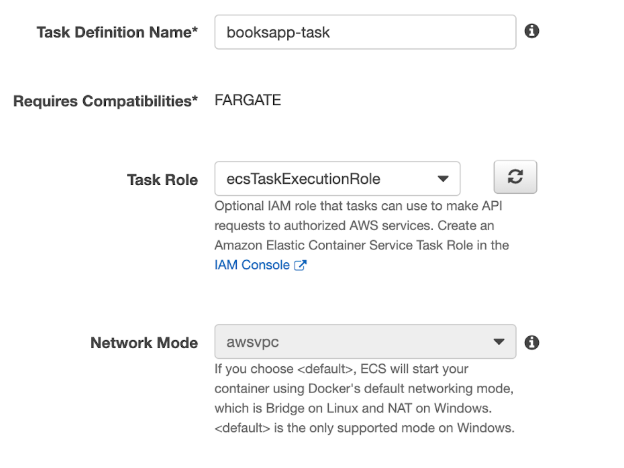 Task Definition Name* booksapp-task
Requires Compatibilities* FARGATE
Task Role ecsTaskExecutionRole
Optional IAM role that tasks can use to make API
requests to authorized AWS services. Create an
Amazon Elastic Container Service Task Role in the
IAM Console
Network Mode awsvpc
If you choose <default>, ECS will start your
container using Docker's default networking mode,
which is Bridge on Linux and NAT on Windows.
<default> is the only supported mode on Windows.